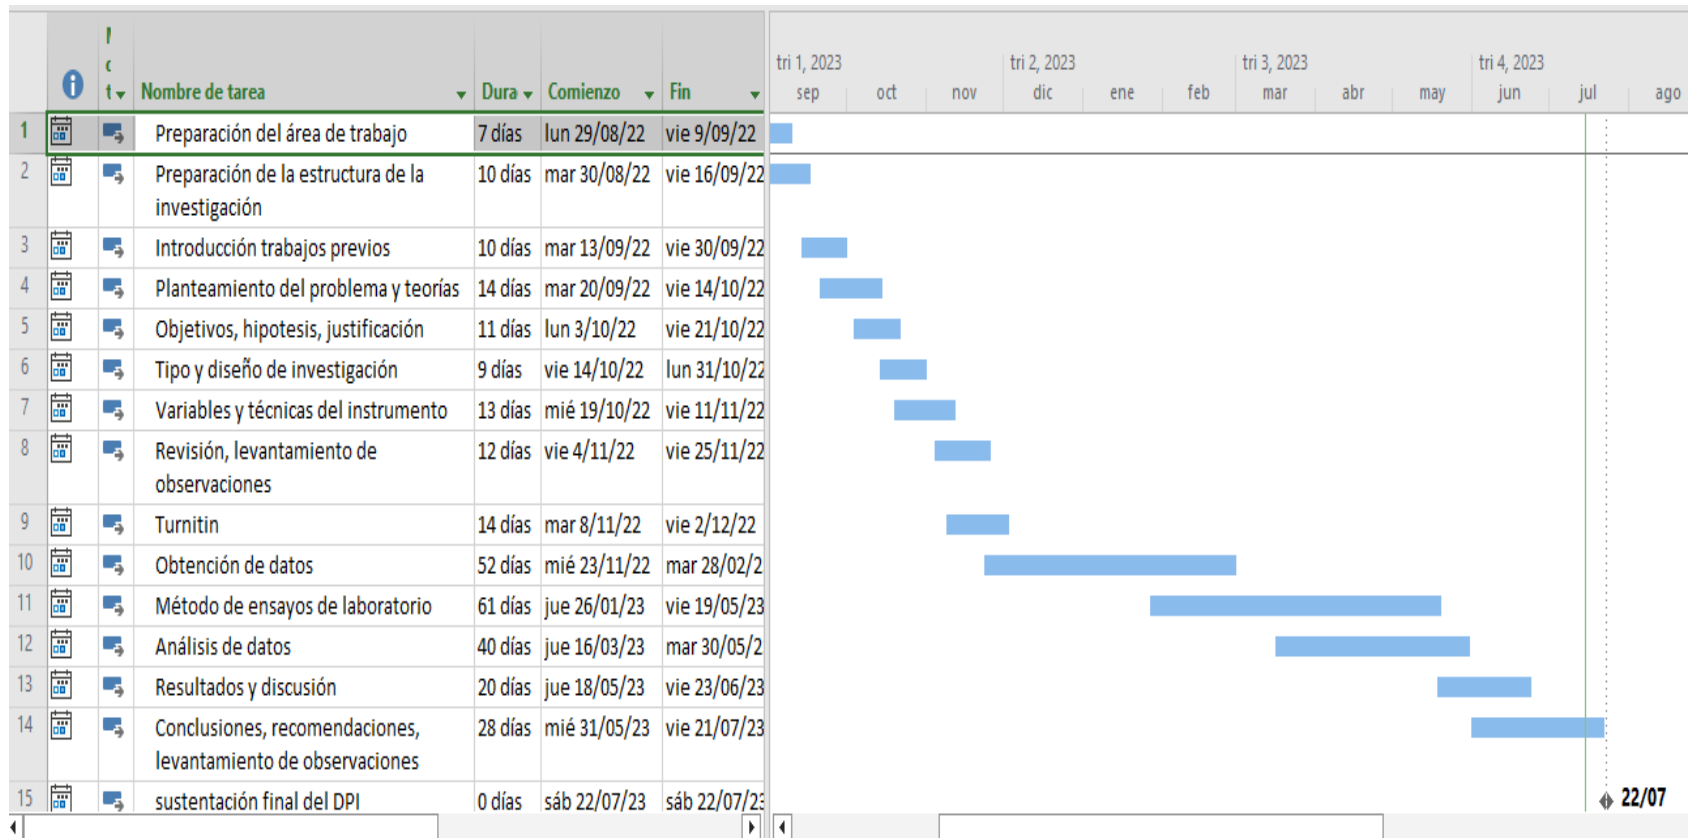 Nombre de tarea Dura Comienzo Fin
tri 1, 2023 tri 2, 2023 tri 3, 2023 tri 4, 2023
sep oct nov dic ene feb mar abr may jun jul ago
1 Preparación del área de trabajo 7 días lun 29/08/22 vie 9/09/22
2 Preparación de la estructura de la 10 días mar 30/08/22 vie 16/09/22
investigación
3 Introducción trabajos previos 10 días mar 13/09/22 vie 30/09/22
4 Planteamiento del problema y teorías 14 días mar 20/09/22 vie 14/10/22
5 Objetivos, hipotesis, justificación 11 días lun 3/10/22 vie 21/10/22
6 Tipo y diseño de investigación 9 días vie 14/10/22 lun 31/10/22
7 Variables y técnicas del instrumento 13 días mié 19/10/22 vie 11/11/22
8 Revisión, levantamiento de 12 días vie 4/11/22 vie 25/11/22
observaciones
9 Turnitin 14 días mar 8/11/22 vie 2/12/22
10 Obtención de datos 52 días mié 23/11/22 mar 28/02/2
11 Método de ensayos de laboratorio 61 días jue 26/01/23 vie 19/05/23
12 Análisis de datos 40 días jue 16/03/23 mar 30/05/2
13 Resultados y discusión 20 días jue 18/05/23 vie 23/06/23
14 Conclusiones, recomendaciones, 28 días mié 31/05/23 vie 21/07/23
levantamiento de observaciones
15 sustentación final del DPI 0 días sáb 22/07/23 sáb 22/07/23
22/07